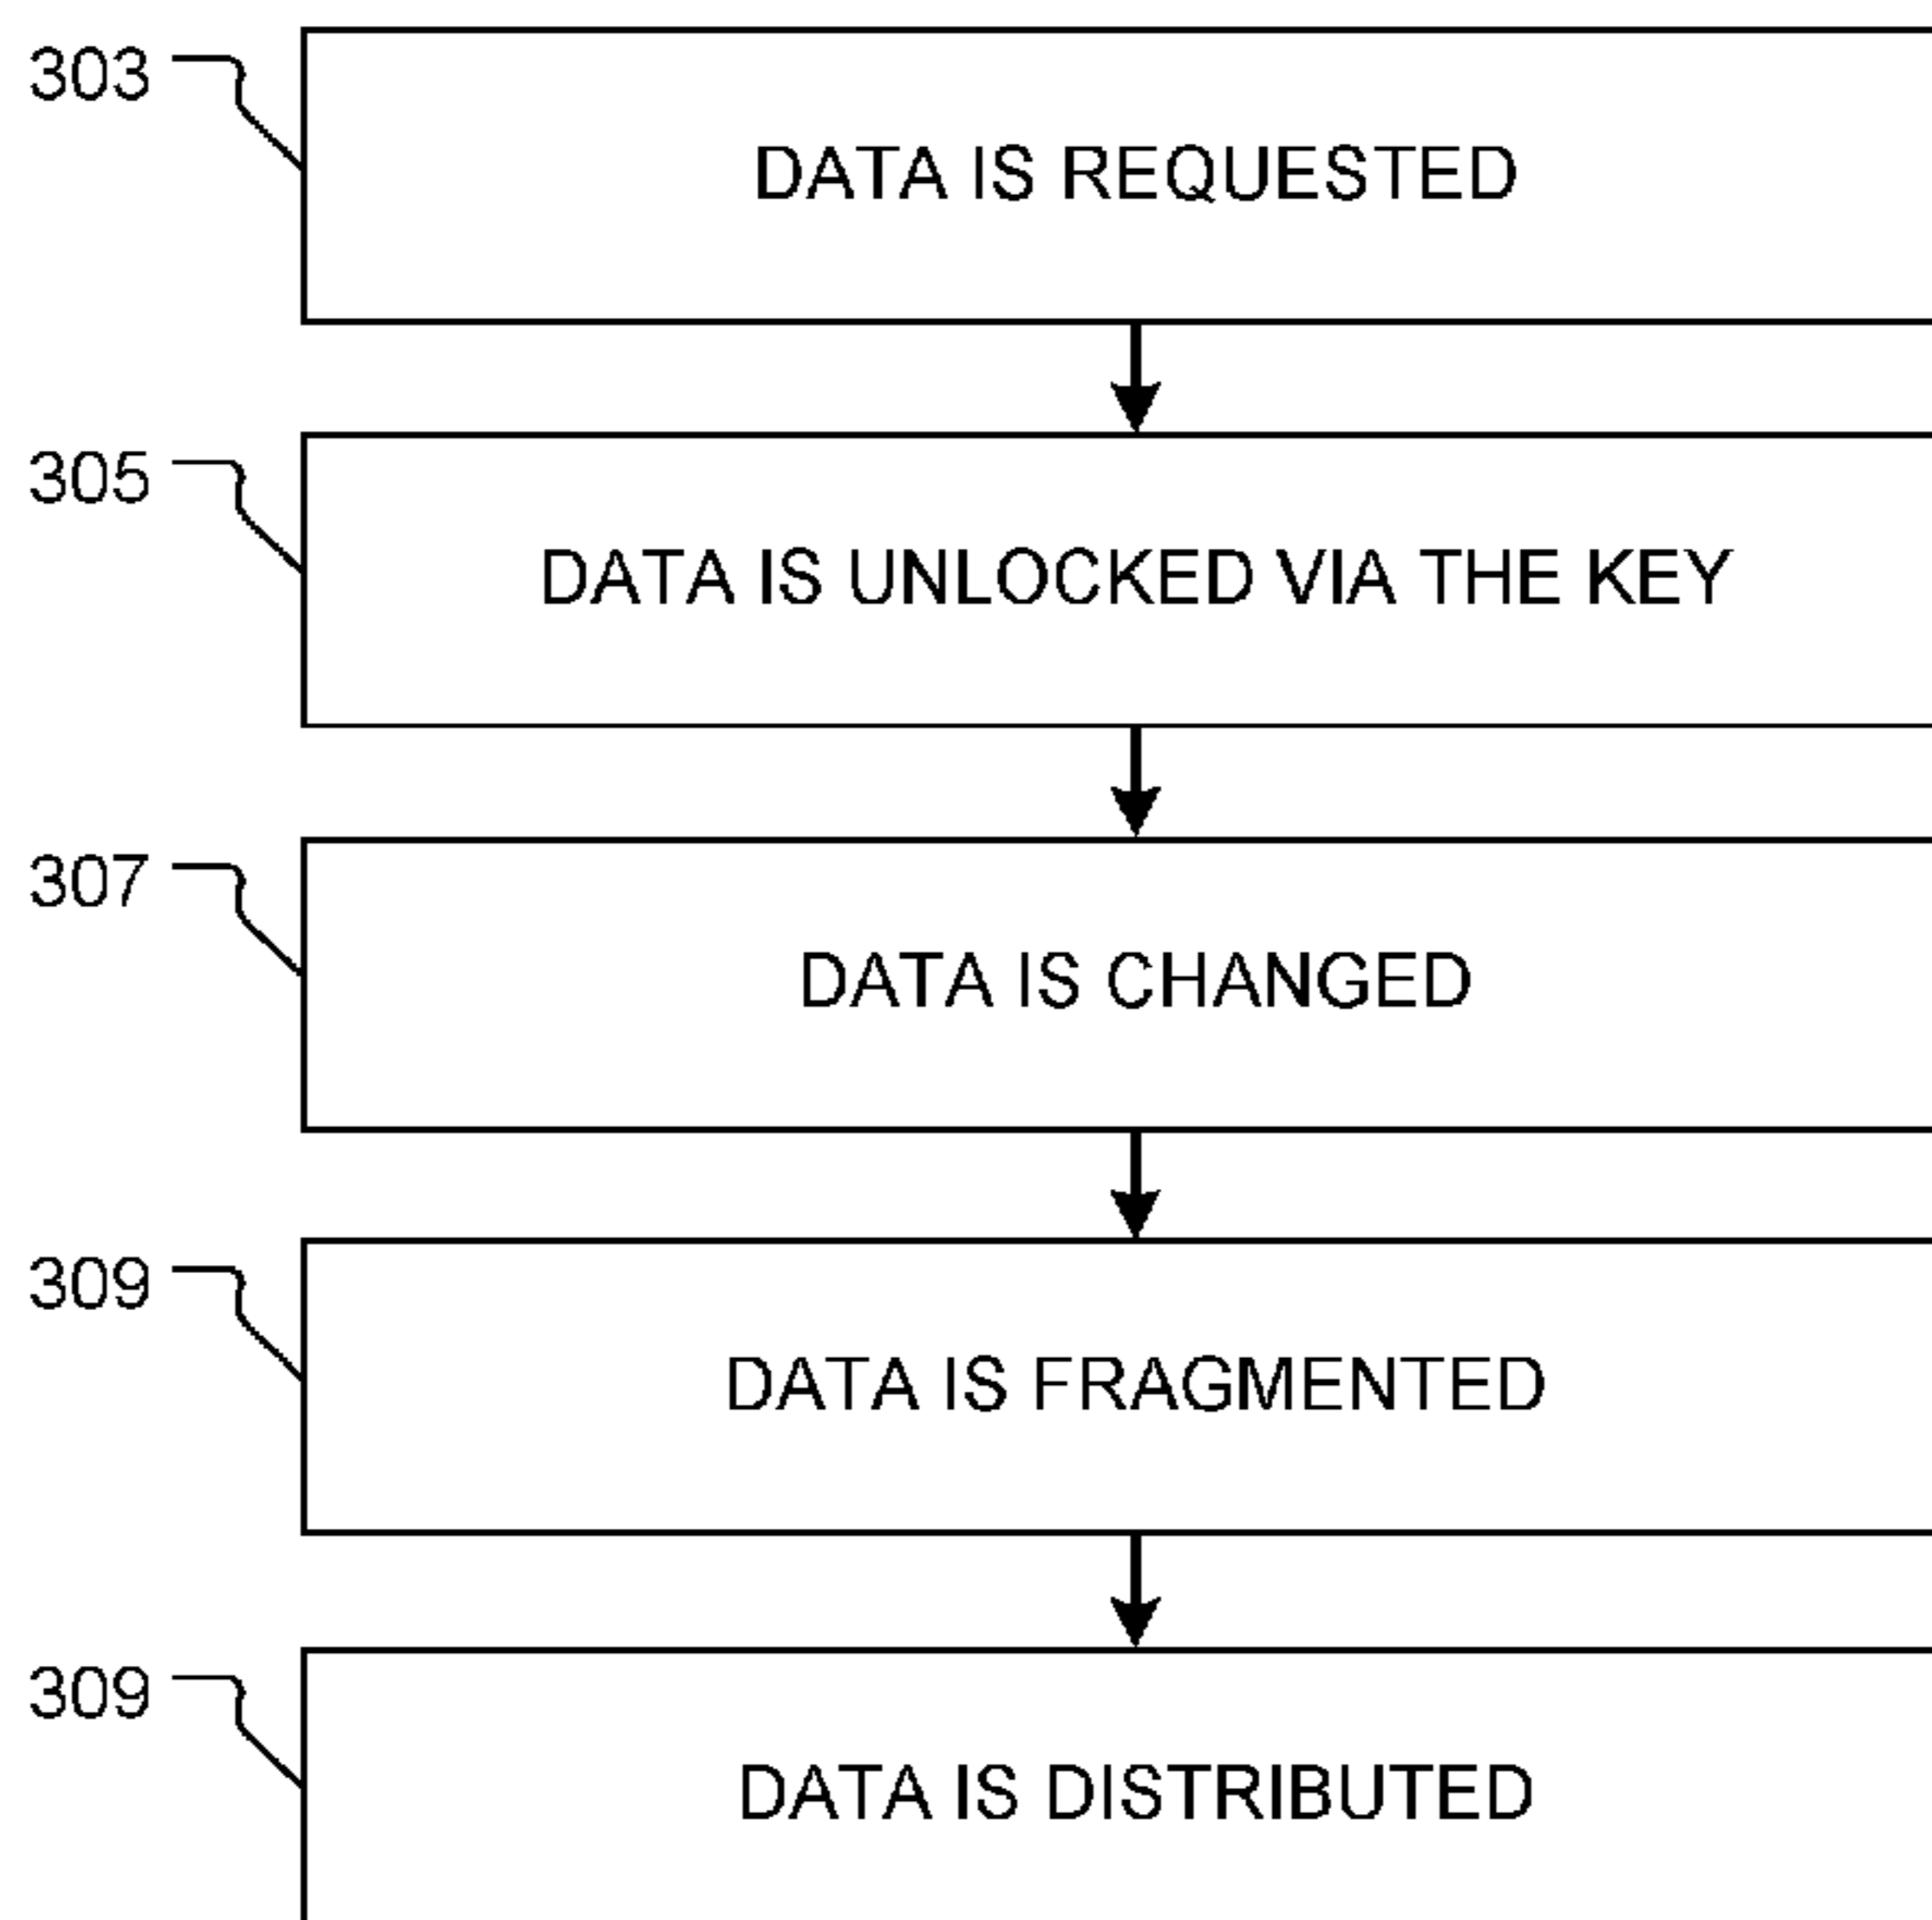 303
DATA IS REQUESTED
305
DATA IS UNLOCKED VIA THE KEY
307
DATA IS CHANGED
309
DATA IS FRAGMENTED
309
DATA IS DISTRIBUTED